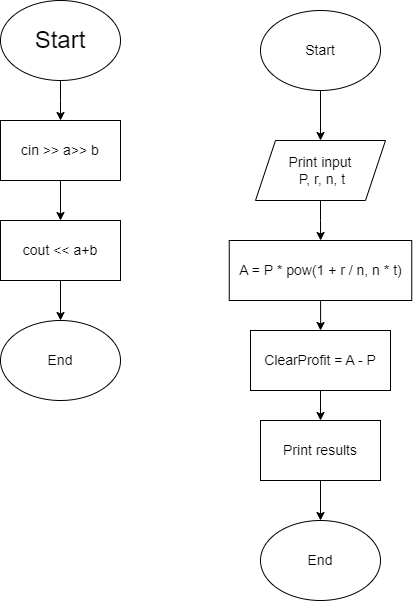 Start
cin >> a>> b
cout << a+b
End
Start
Print input
P, r, n, t
A = P * pow(1 + r / n, n * t)
ClearProfit = A - P
Print results
End